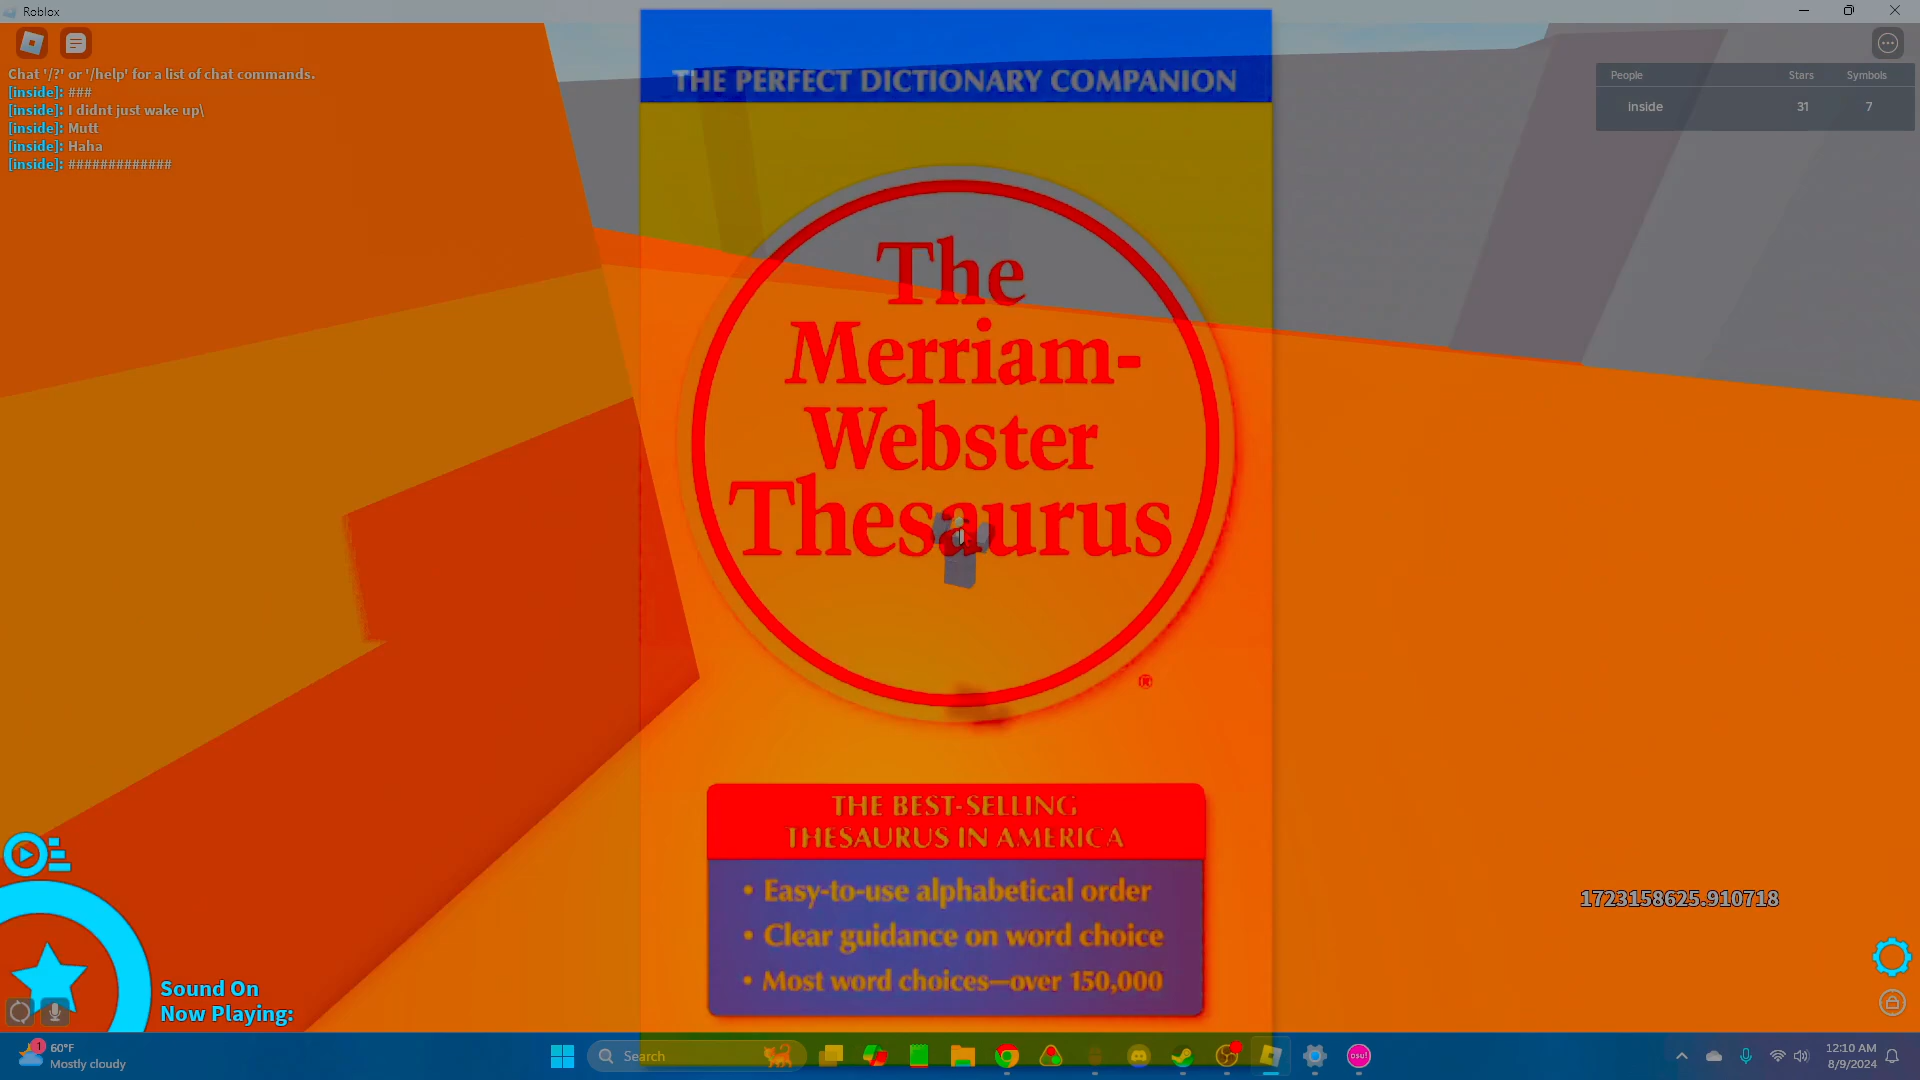 Roblox
Chat '/?' or '/help' for a list of chat commands.
[inside]: ###
[inside]: I didnt just wake up\
[inside]: Mutt
[inside]: Haha
[inside]: #############
People Stars Symbols
inside 31 7
THE PERFECT DICTIONARY COMPANION
The
Merriam-
Webster
Thesaurus
®
THE BEST-SELLING
THESAURUS IN AMERICA
• Easy-to-use alphabetical order
• Clear guidance on word choice
• Most word choices—over 150,000
1723158625.910718
Sound On
Now Playing:
1
60°F
Mostly cloudy
Search
osu!
12:10 AM
8/9/2024